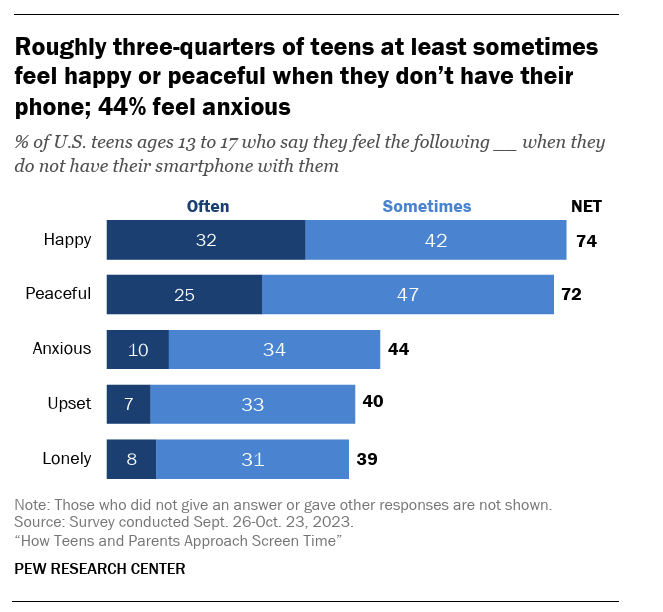 Roughly three-quarters of teens at least sometimes
feel happy or peaceful when they don’t have their
phone; 44% feel anxious
% of U.S. teens ages 13 to 17 who say they feel the following __ when they
do not have their smartphone with them
Often Sometimes NET
Happy 32 42 74
Peaceful 25 47 72
Anxious 10 34 44
Upset 7 33 40
Lonely 8 31 39
Note: Those who did not give an answer or gave other responses are not shown.
Source: Survey conducted Sept. 26-Oct. 23, 2023.
“How Teens and Parents Approach Screen Time”
PEW RESEARCH CENTER